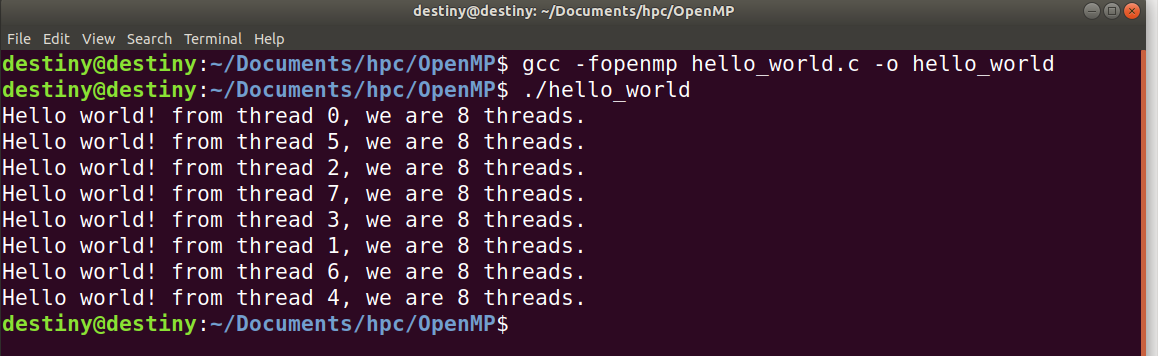 destiny@destiny: ~/Documents/hpc/OpenMP
File Edit View Search Terminal Help
destiny@destiny:~/Documents/hpc/OpenMP$ gcc -fopenmp hello_world.c -o hello_world
destiny@destiny:~/Documents/hpc/OpenMP$ ./hello_world
Hello world! from thread 0, we are 8 threads.
Hello world! from thread 5, we are 8 threads.
Hello world! from thread 2, we are 8 threads.
Hello world! from thread 7, we are 8 threads.
Hello world! from thread 3, we are 8 threads.
Hello world! from thread 1, we are 8 threads.
Hello world! from thread 6, we are 8 threads.
Hello world! from thread 4, we are 8 threads.
destiny@destiny:~/Documents/hpc/OpenMP$